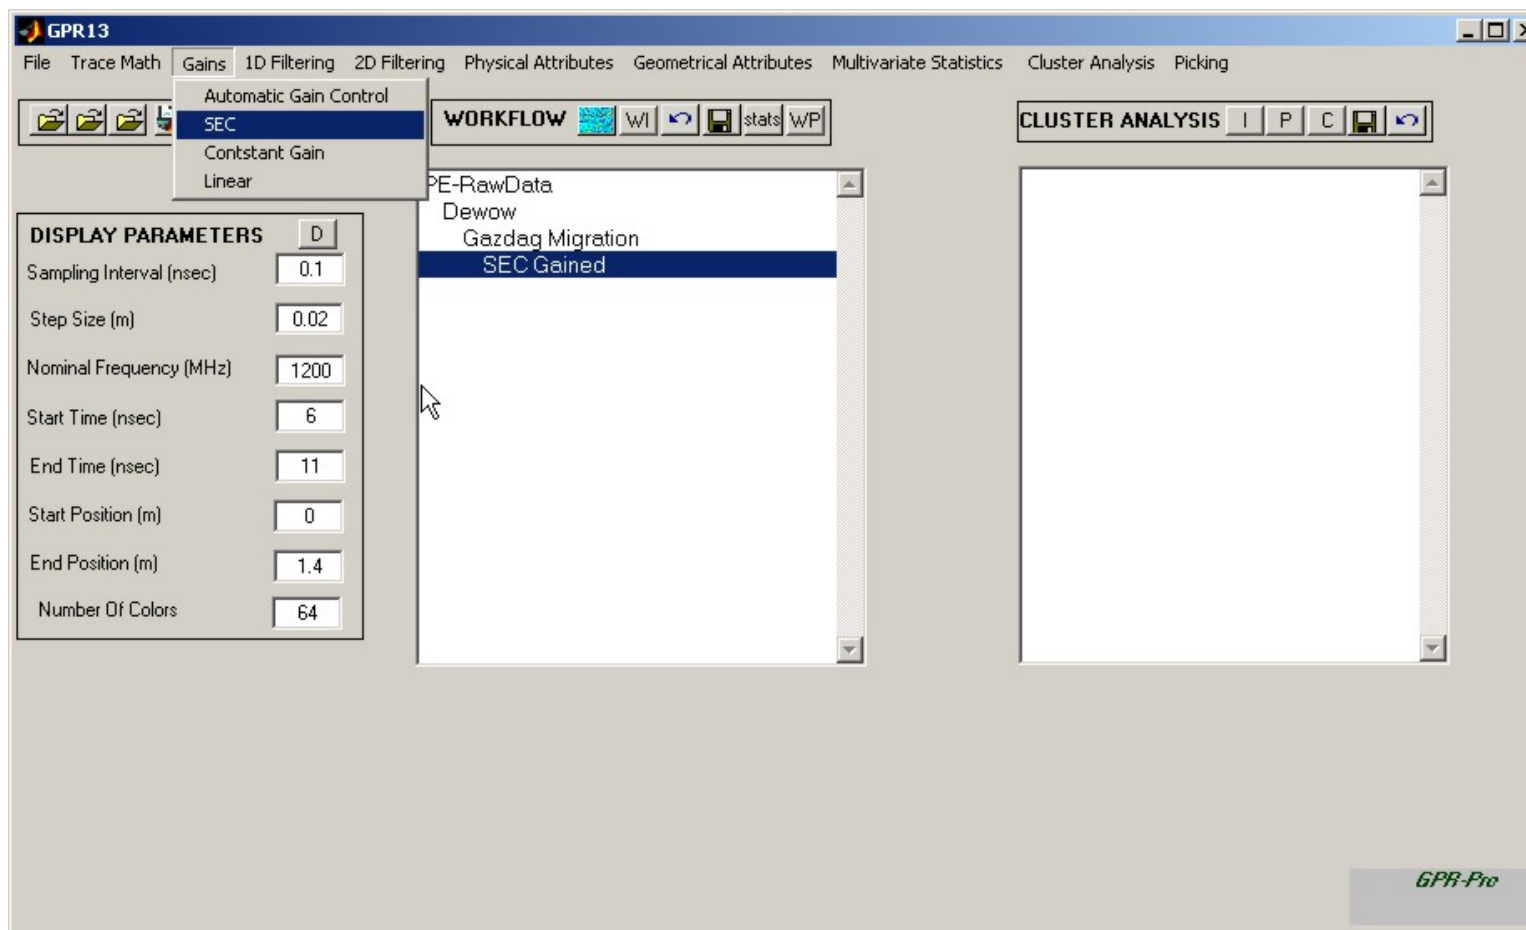 GPR13
File Trace Math Gains 1D Filtering 2D Filtering Physical Attributes Geometrical Attributes Multivariate Statistics Cluster Analysis Picking
Automatic Gain Control
SEC
Contstant Gain
Linear
WORKFLOW WI stats WP
CLUSTER ANALYSIS I P C
PE-RawData
Dewow
Gazdag Migration
SEC Gained
DISPLAY PARAMETERS D
Sampling Interval (nsec) 0.1
Step Size (m) 0.02
Nominal Frequency (MHz) 1200
Start Time (nsec) 6
End Time (nsec) 11
Start Position (m) 0
End Position (m) 1.4
Number Of Colors 64
GPR-Pro